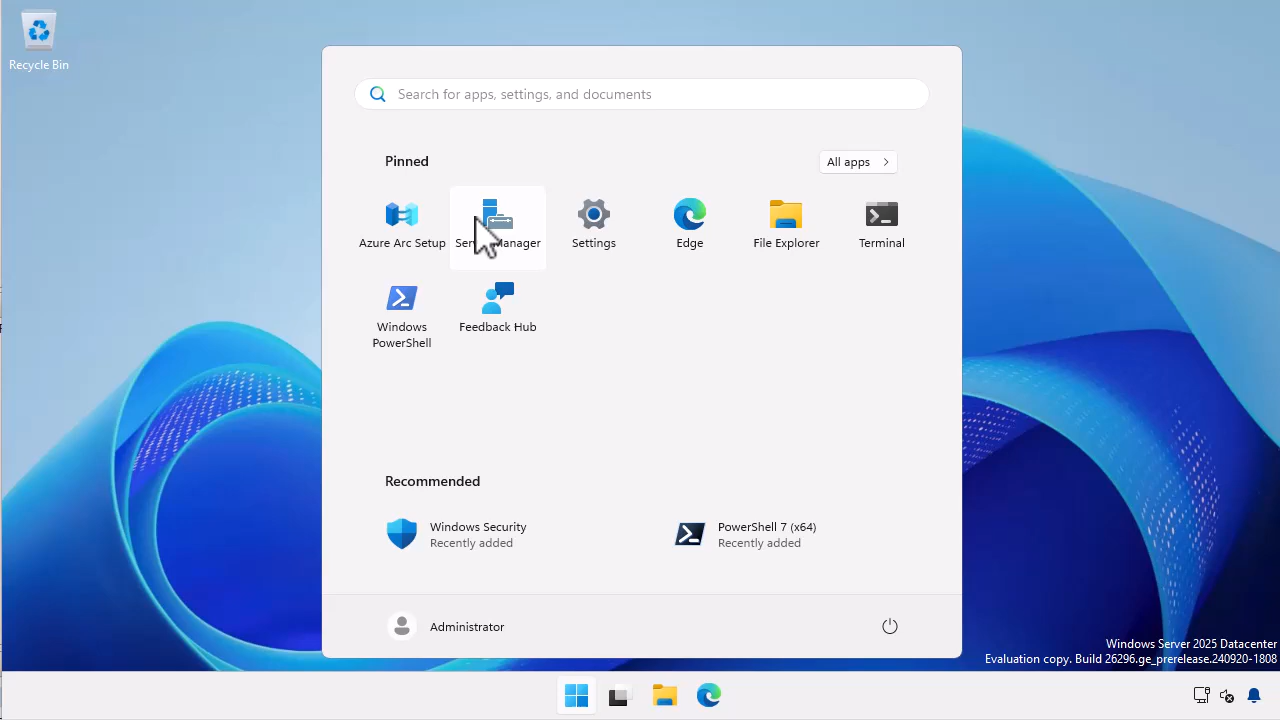 Recycle Bin
Search for apps, settings, and documents
Pinned
All apps
Azure Arc Setup
Server Manager
Settings
Edge
File Explorer
Terminal
Windows PowerShell
Feedback Hub
Recommended
Windows Security
Recently added
PowerShell 7 (x64)
Recently added
Administrator
Windows Server 2025 Datacenter
Evaluation copy. Build 26296.ge_prerelease.240920-1808